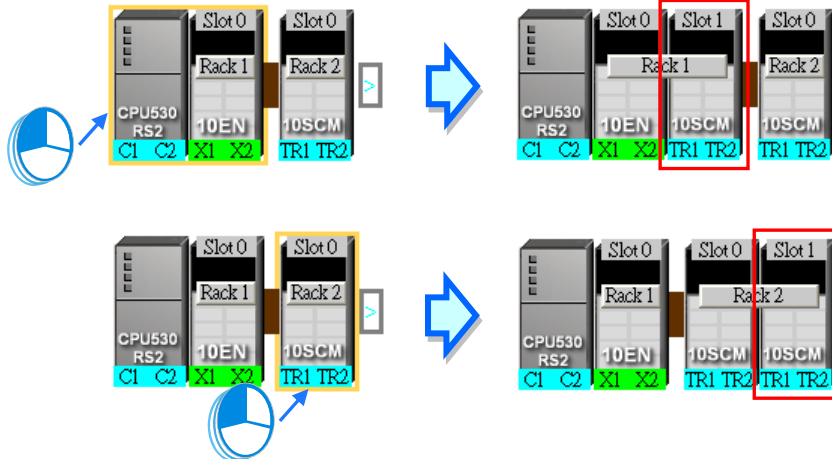 Slot 0 Slot 0
Rack 1 Rack 2
>
CPU530
RS2
10EN 10SCM
C1 C2 X1 X2 TR1 TR2
Slot 0 Slot 1 Slot 0
Rack 1 Rack 2
CPU530
RS2
10EN 10SCM 10SCM
C1 C2 X1 X2 TR1 TR2 TR1 TR2
Slot 0 Slot 0
Rack 1 Rack 2
>
CPU530
RS2
10EN 10SCM
C1 C2 X1 X2 TR1 TR2
Slot 0 Slot 0 Slot 1
Rack 1 Rack 2
CPU530
RS2
10EN 10SCM 10SCM
C1 C2 X1 X2 TR1 TR2 TR1 TR2